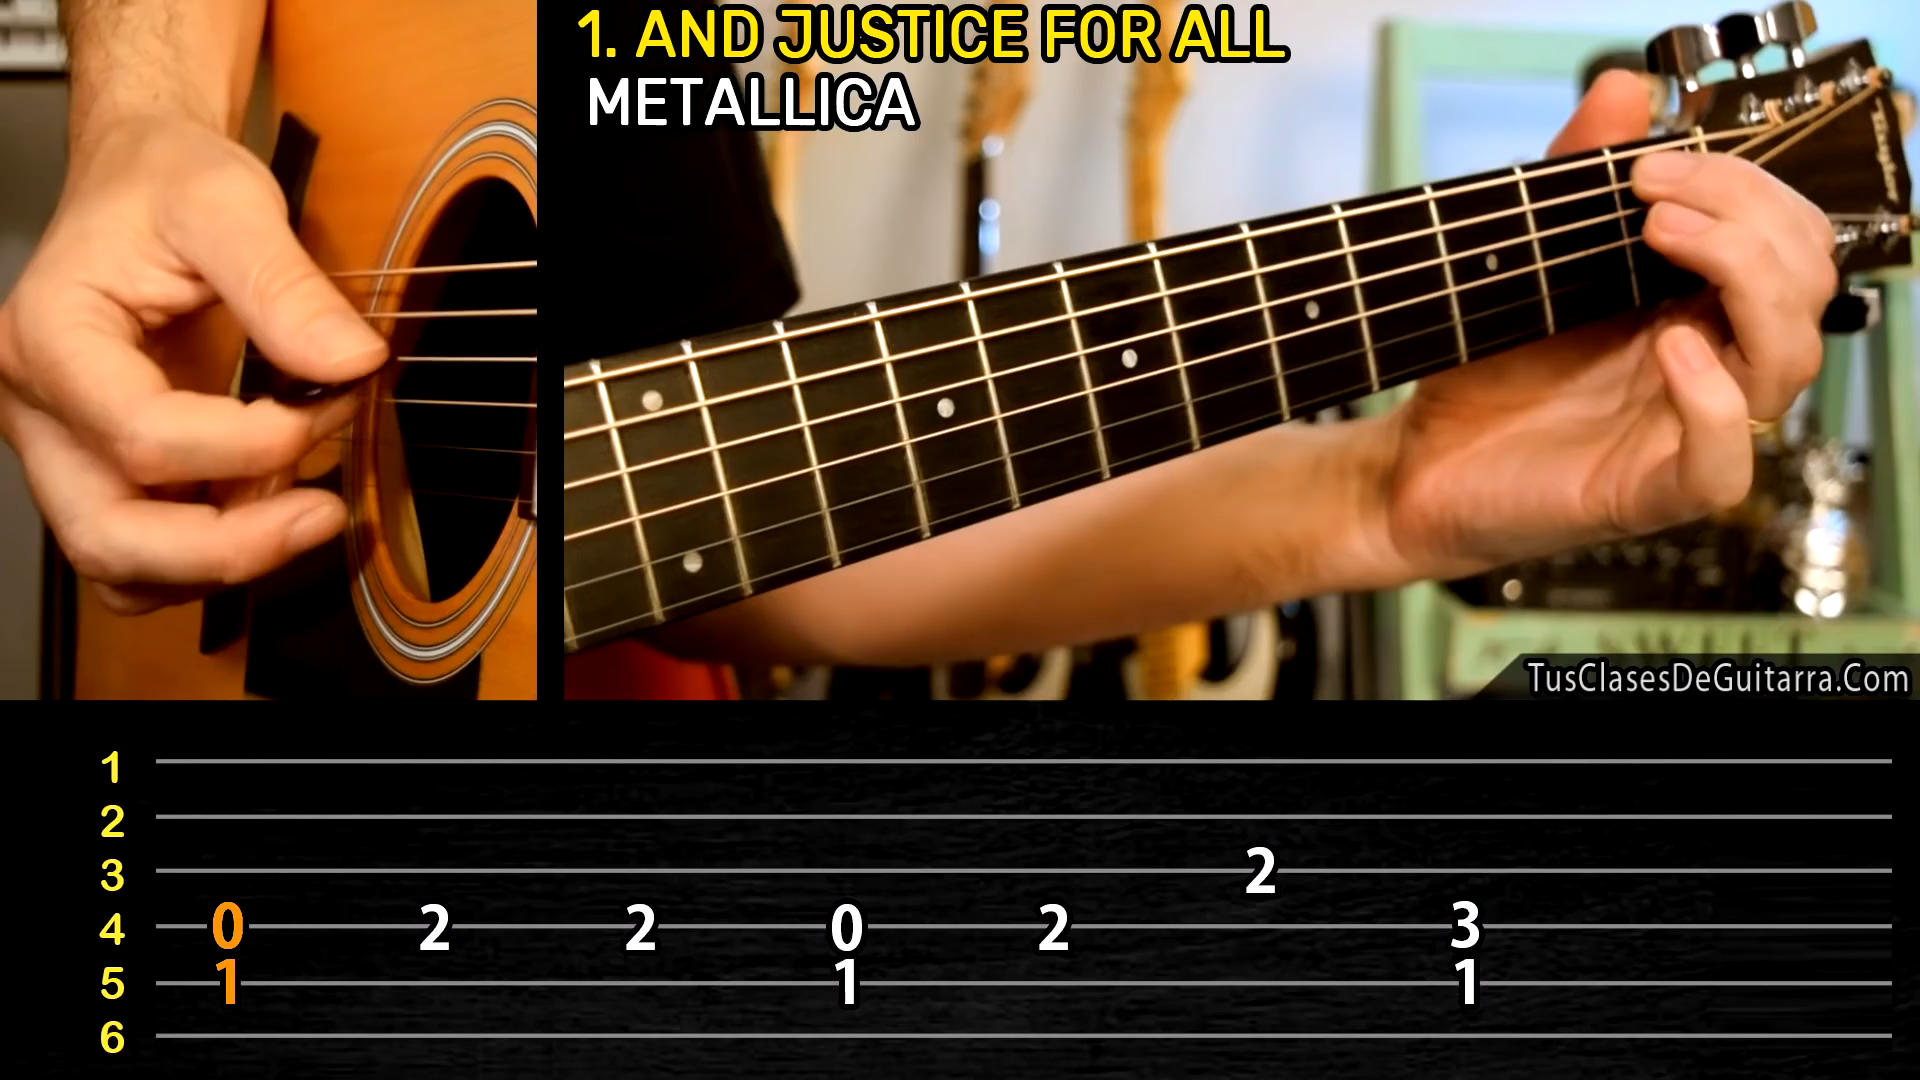 1. AND JUSTICE FOR ALL
METALLICA
TusClasesDeGuitarra.Com
1
2
3 2
4 0 2 2 0 2 3
5 1 1 1
6